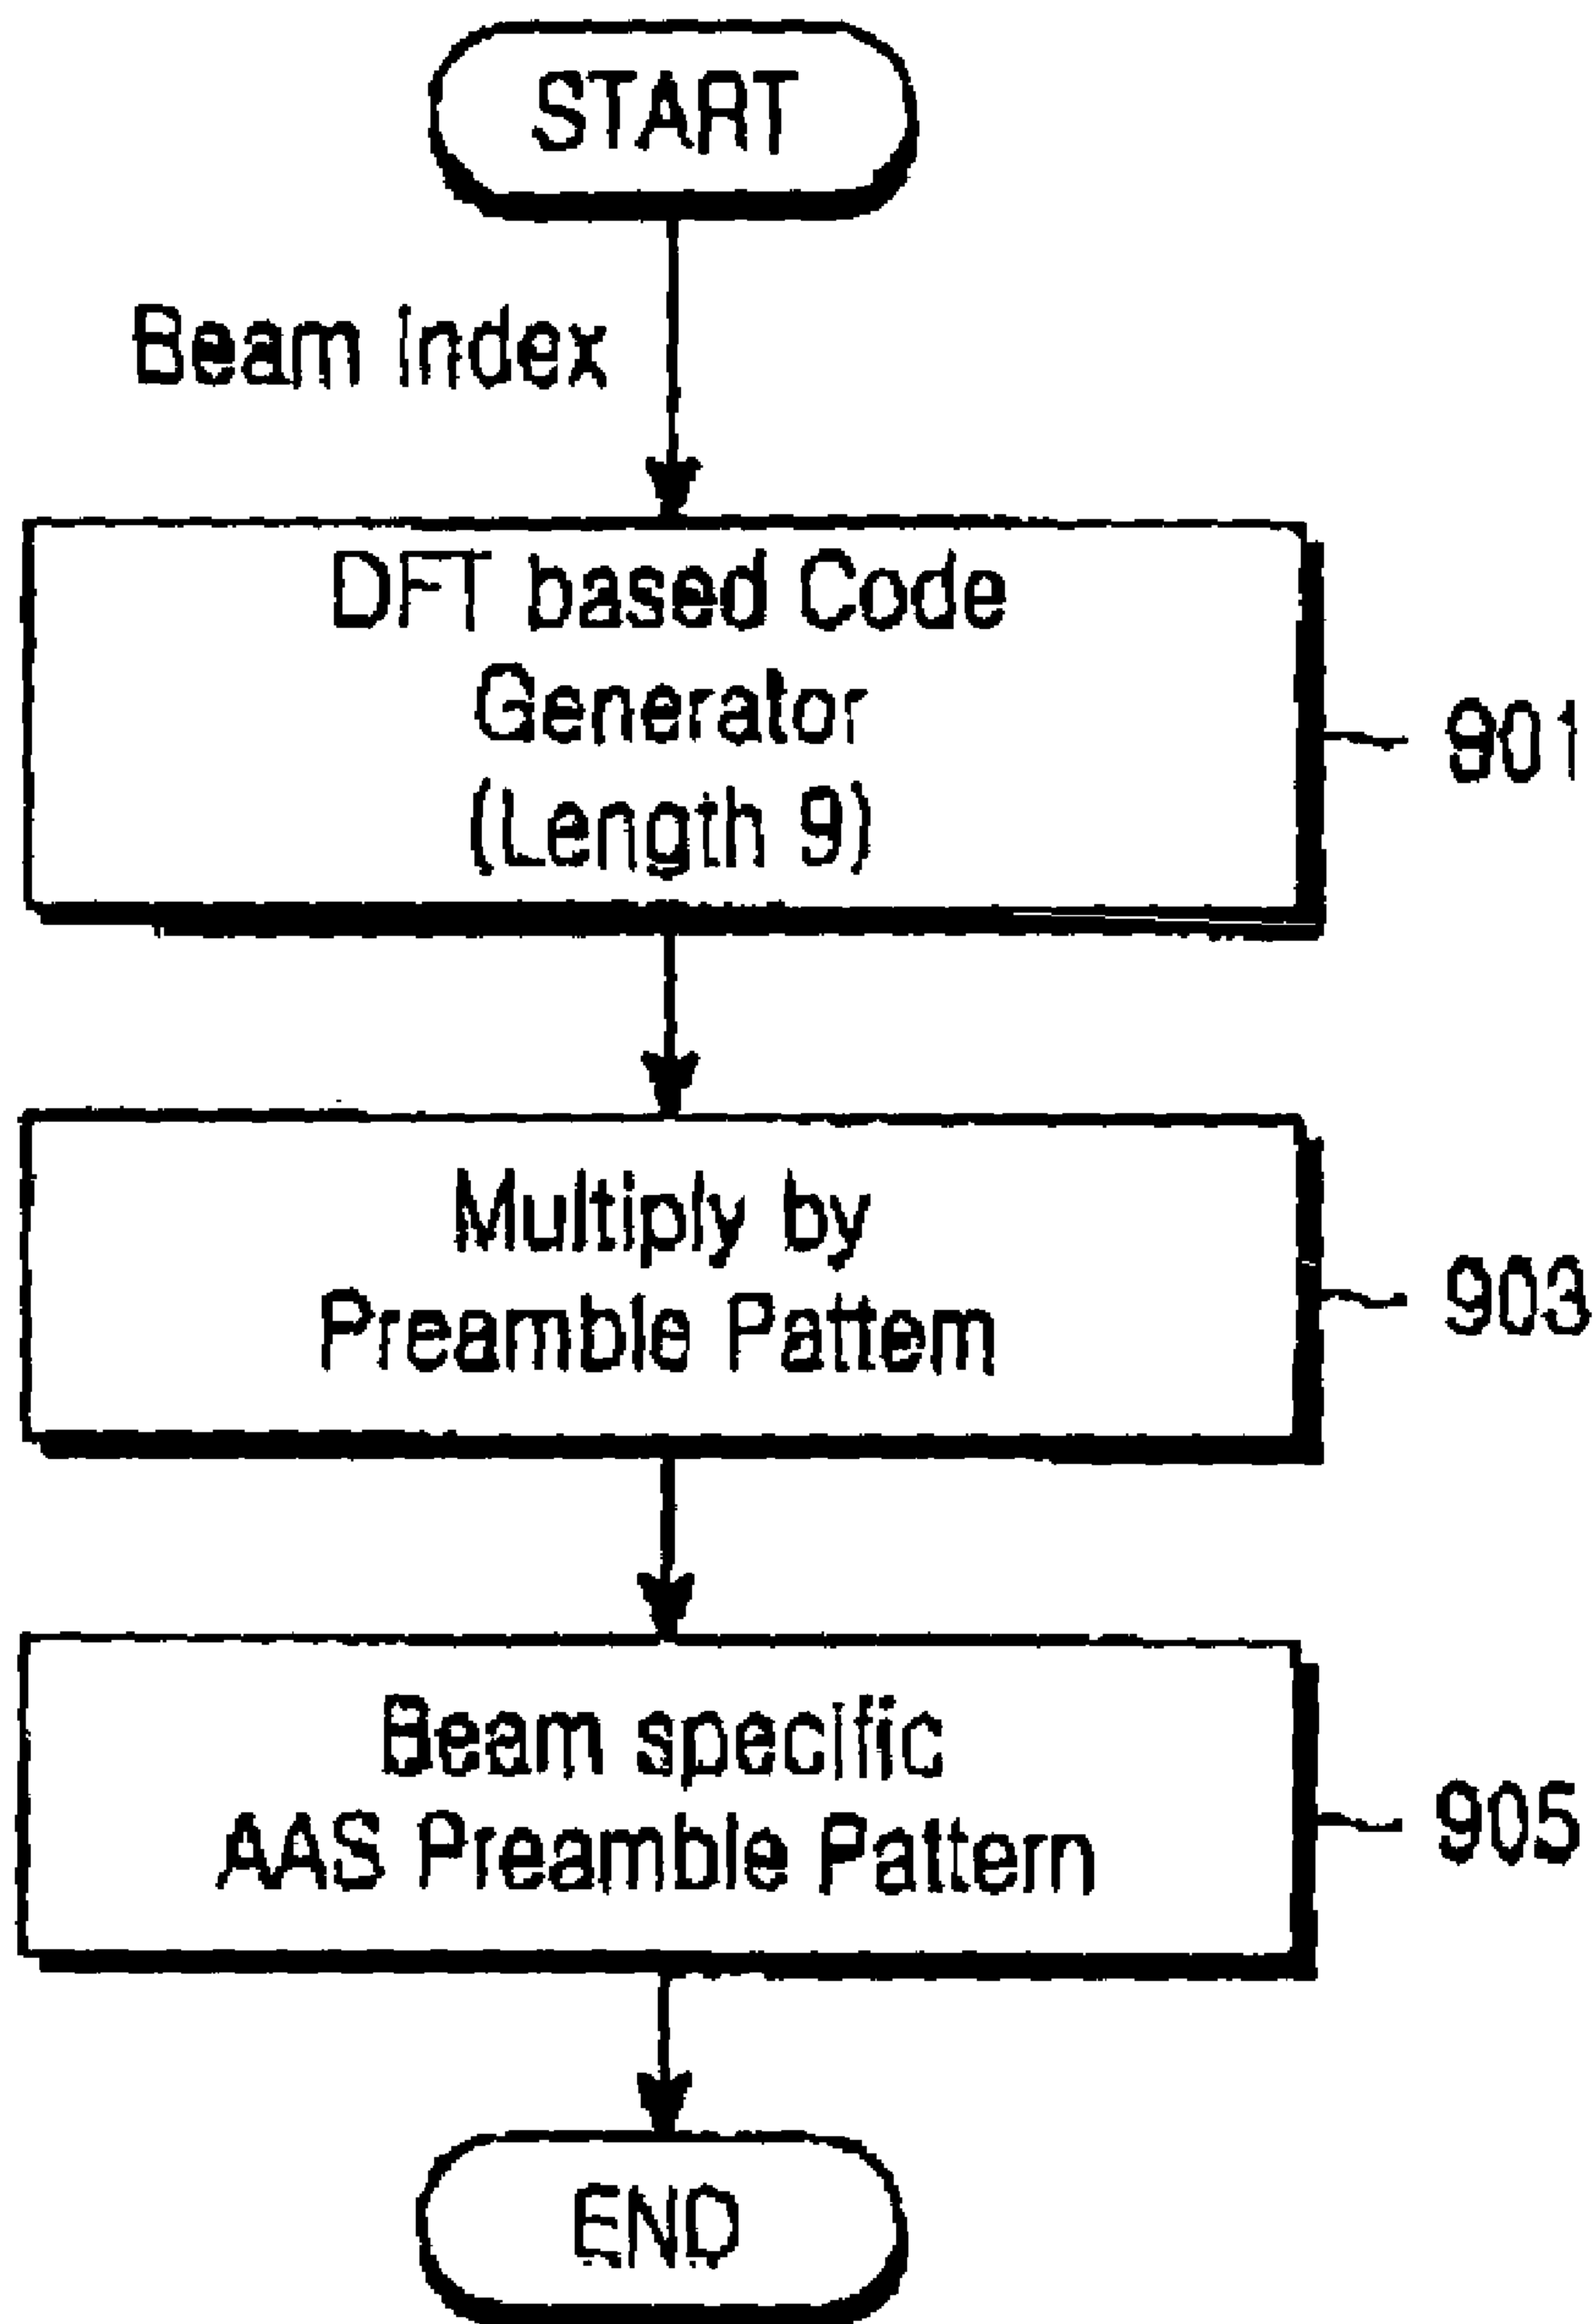 START
Beam index
DFT based Code
Generator
(Length 9)
901
Multiply by
Preamble Pattern
903
Beam specific
AAS Preamble Pattern
905
END